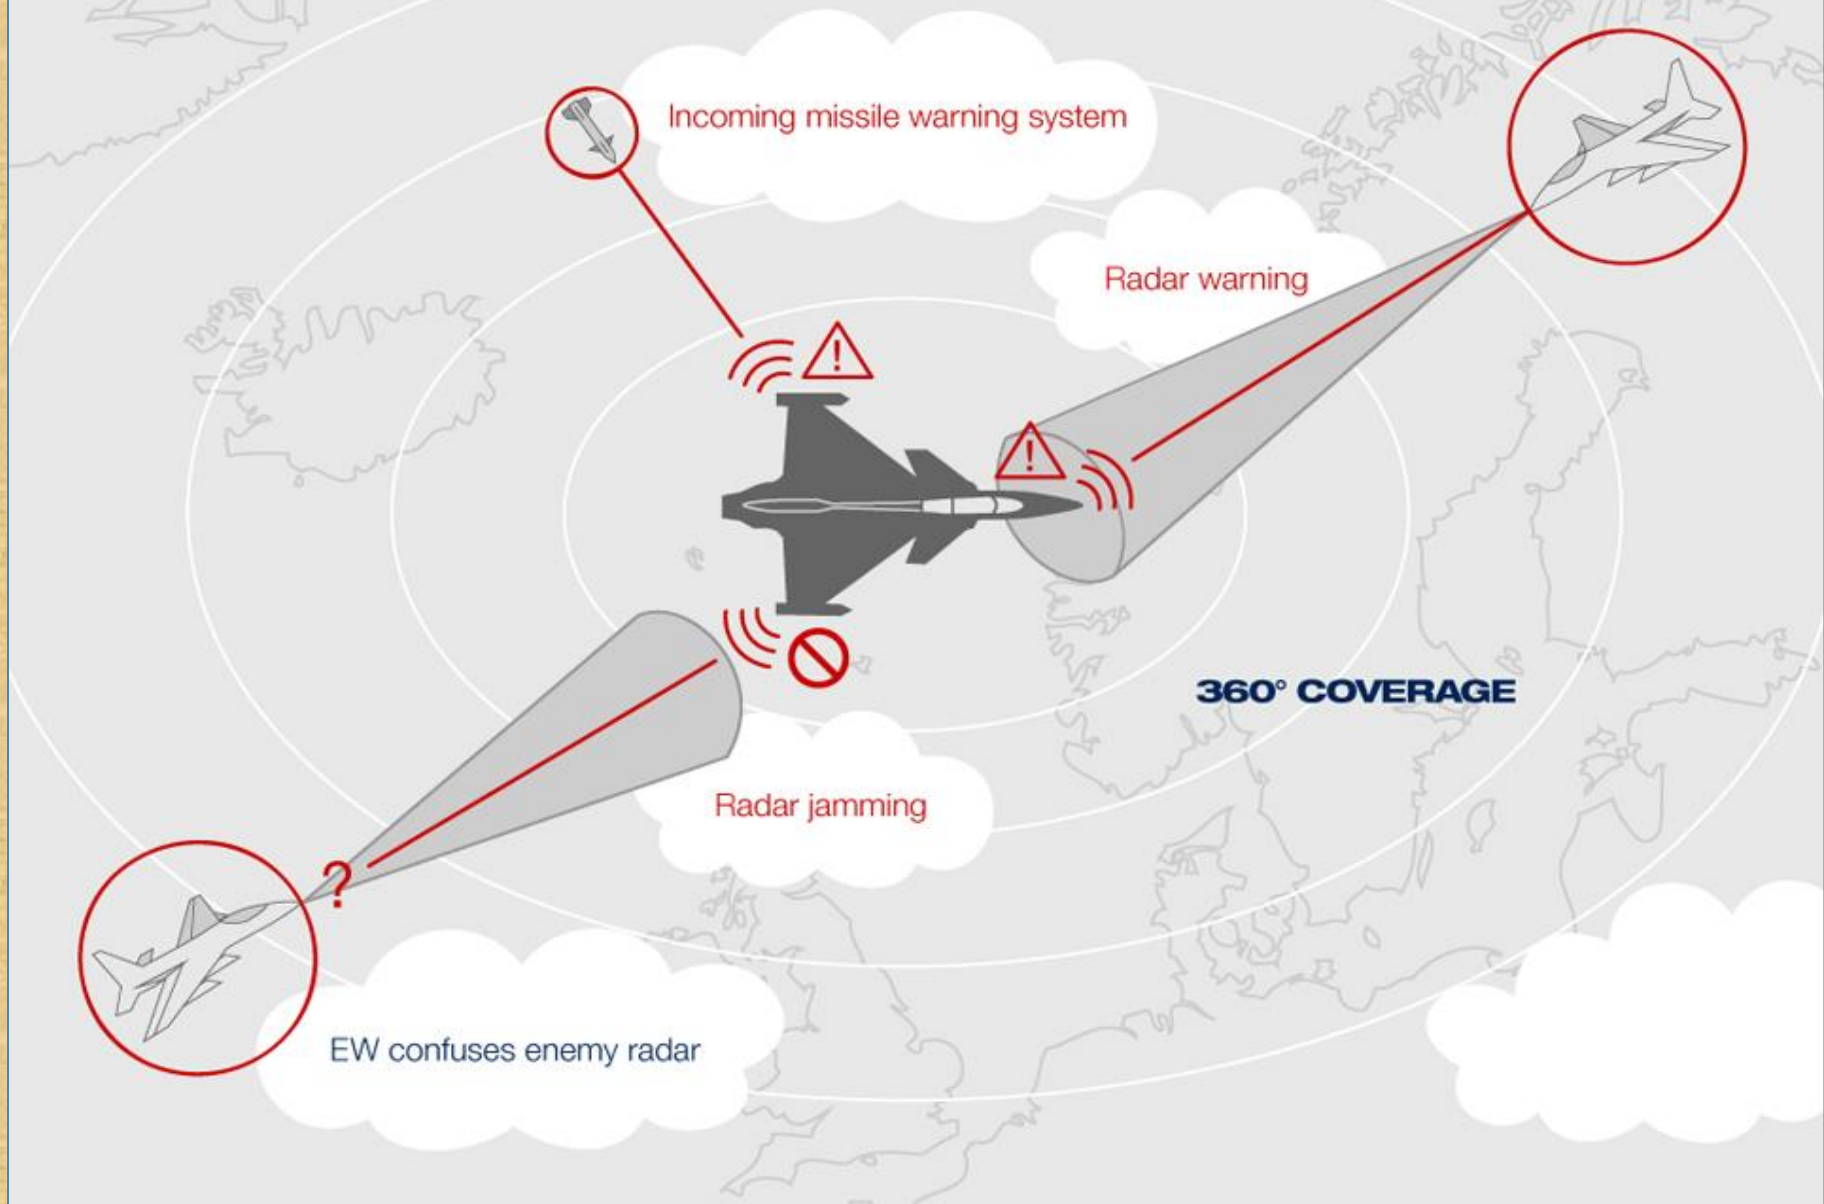 Incoming missile warning system
Radar warning
!
!
360° COVERAGE
Radar jamming
?
EW confuses enemy radar